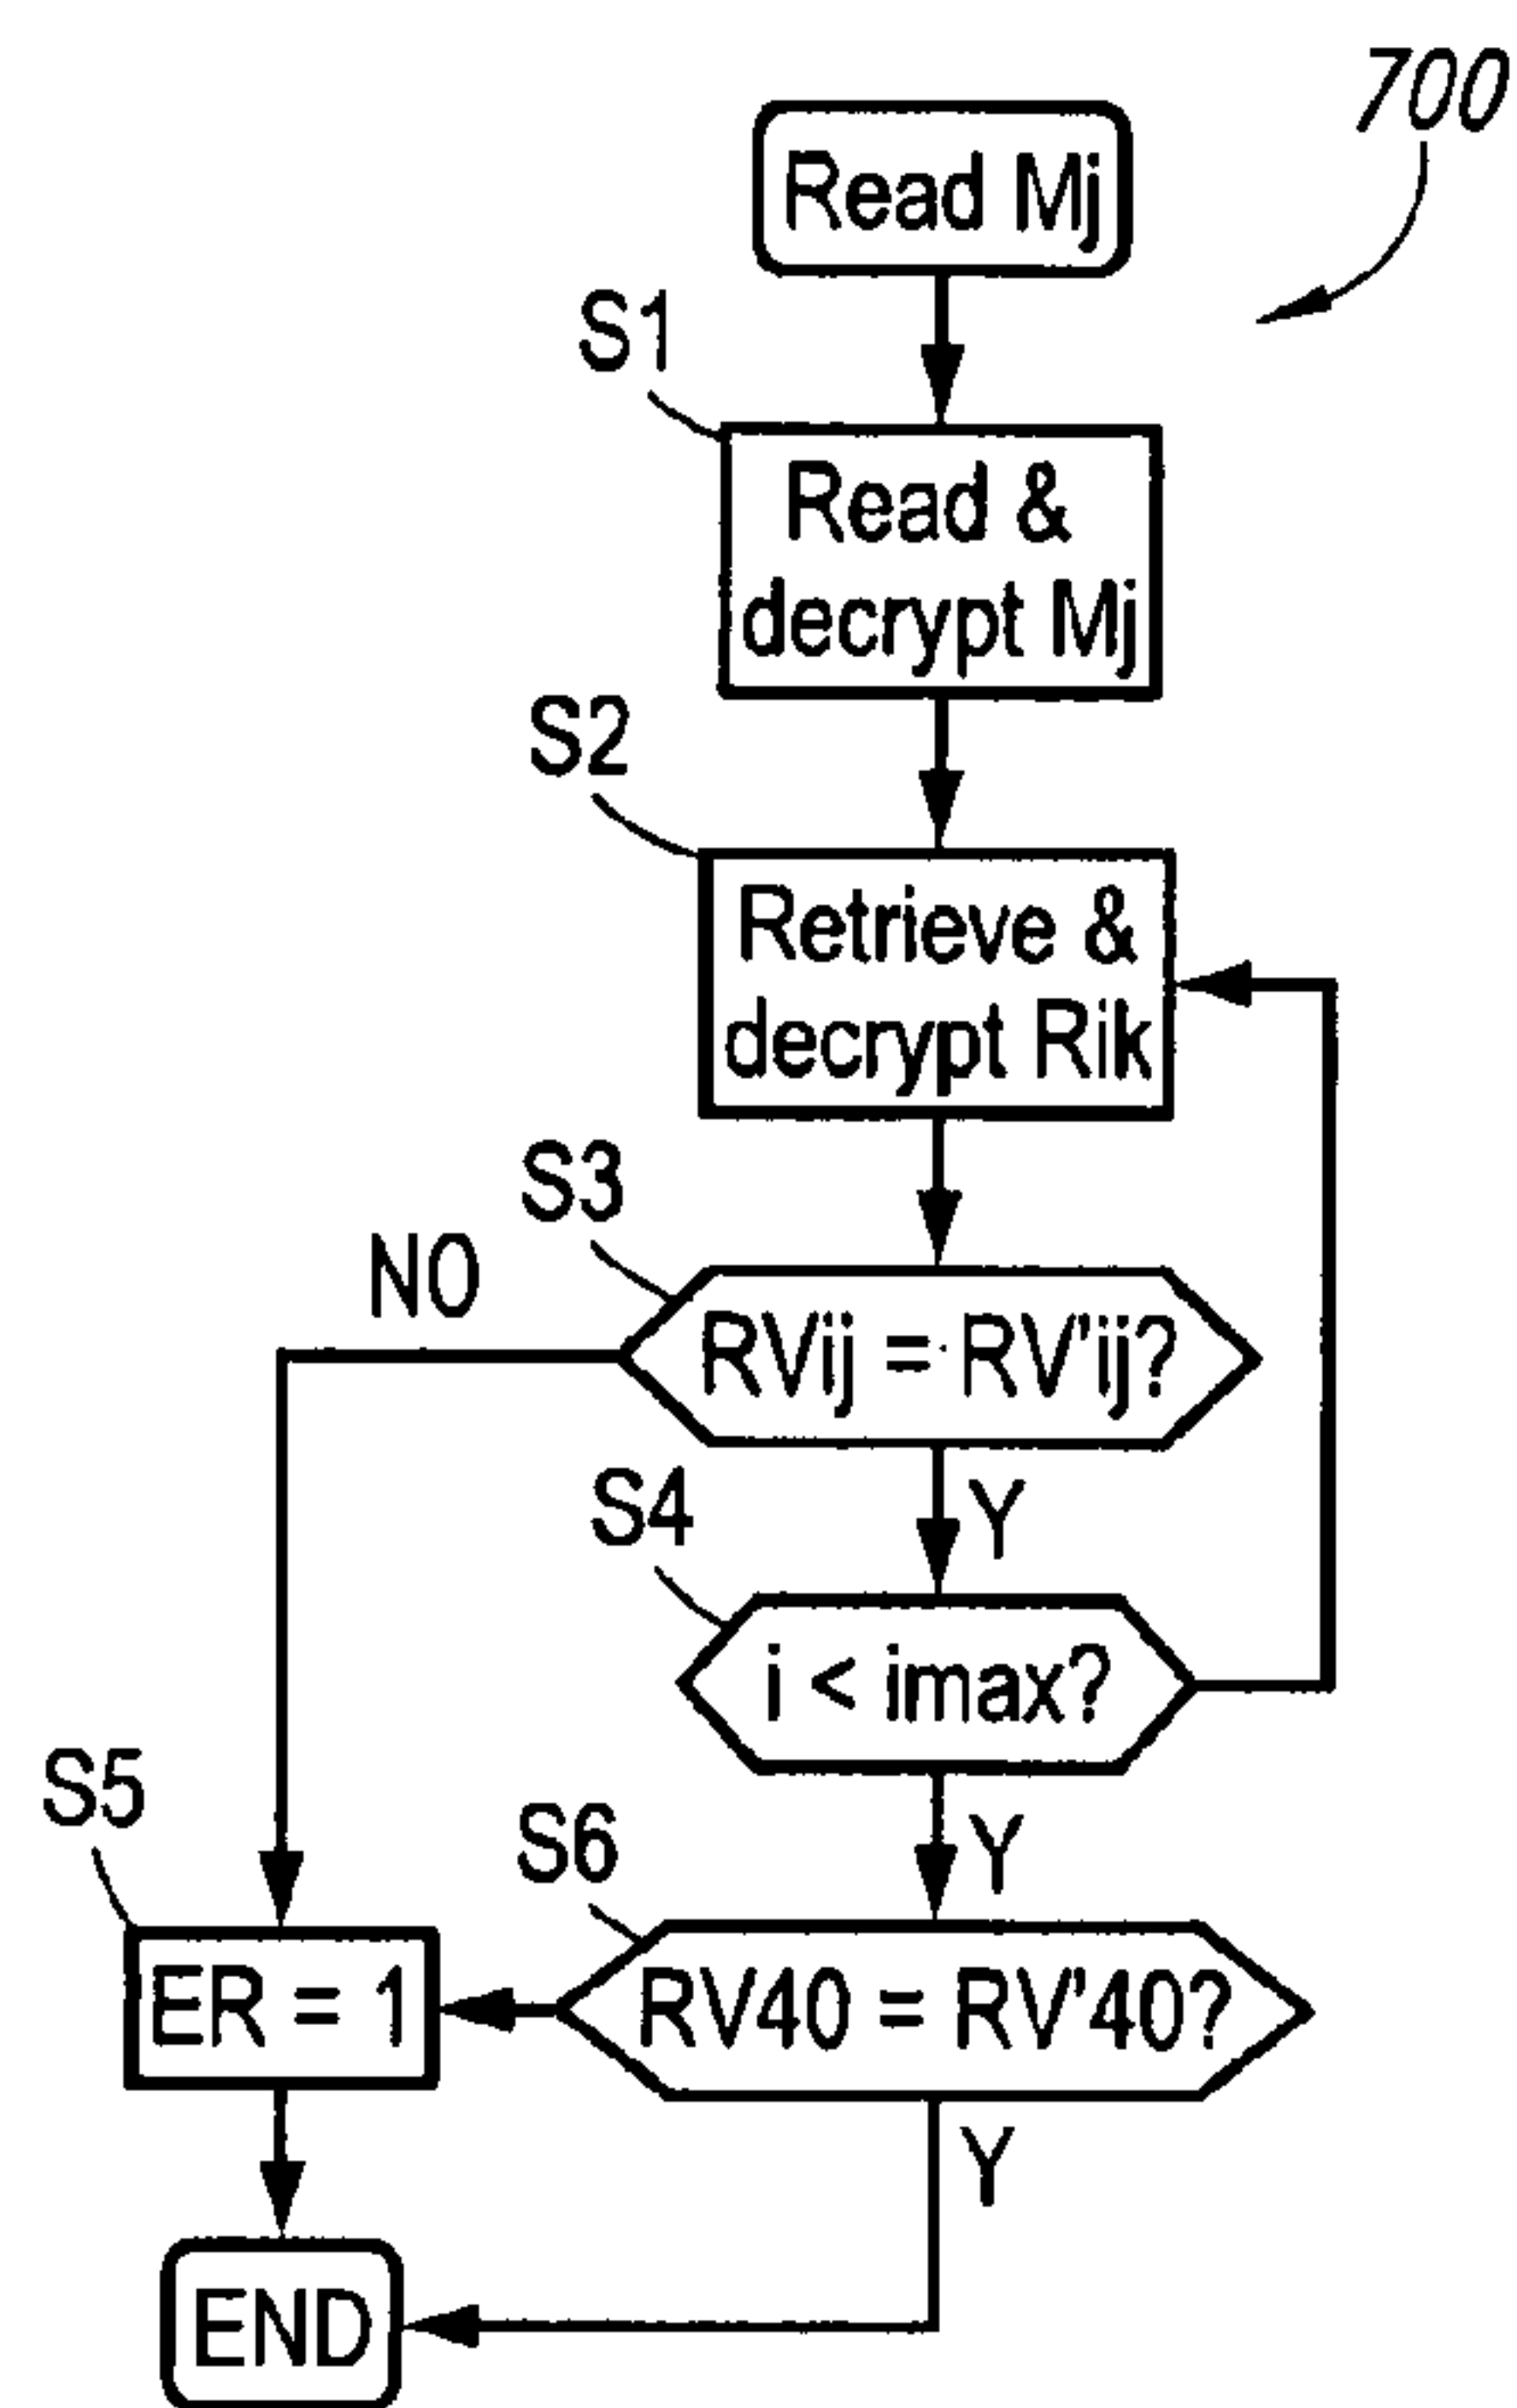 700
Read Mj
S1
Read &
decrypt Mj
S2
Retrieve &
decrypt Rik
S3
NO
RVij = RV'ij?
Y
S4
i < imax?
Y
S5
S6
ER = 1
RV40 = RV'40?
Y
END